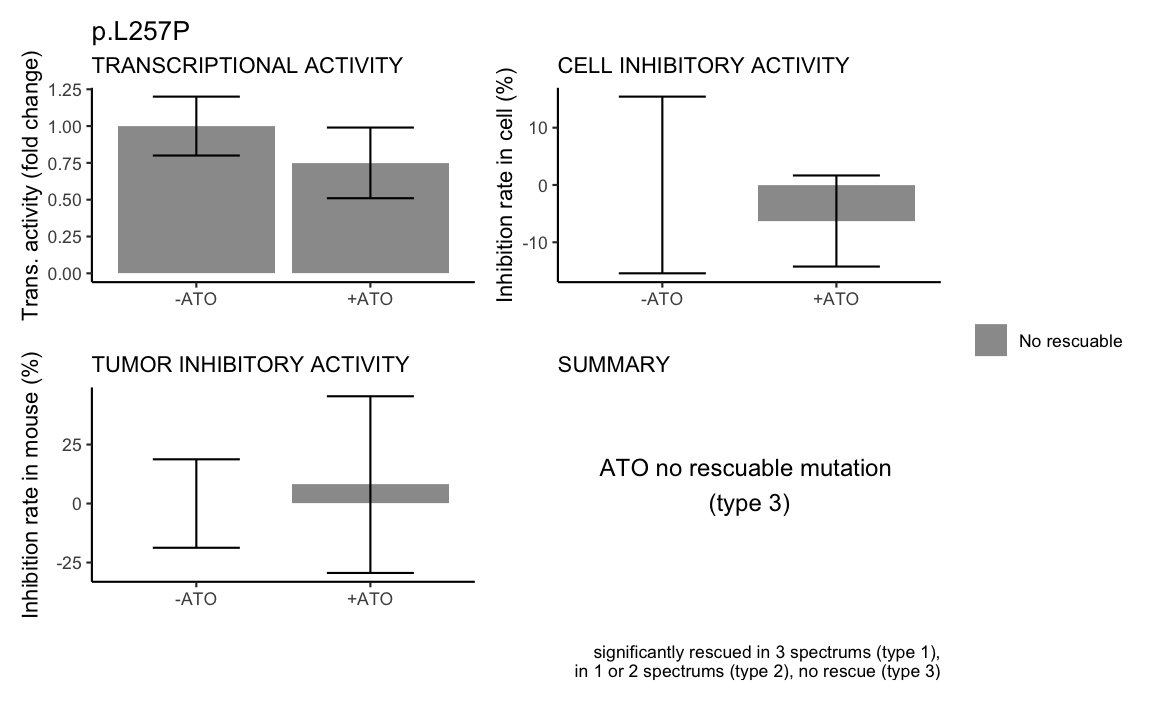 p.L257P
TRANSCRIPTIONAL ACTIVITY
Trans. activity (fold change)
1.25
1.00
0.75
0.50
0.25
0.00
-ATO
+ATO
CELL INHIBITORY ACTIVITY
Inhibition rate in cell (%)
10
0
-10
-ATO
+ATO
No rescuable
TUMOR INHIBITORY ACTIVITY
Inhibition rate in mouse (%)
25
0
-25
-ATO
+ATO
SUMMARY
ATO no rescuable mutation
(type 3)
significantly rescued in 3 spectrums (type 1),
in 1 or 2 spectrums (type 2), no rescue (type 3)